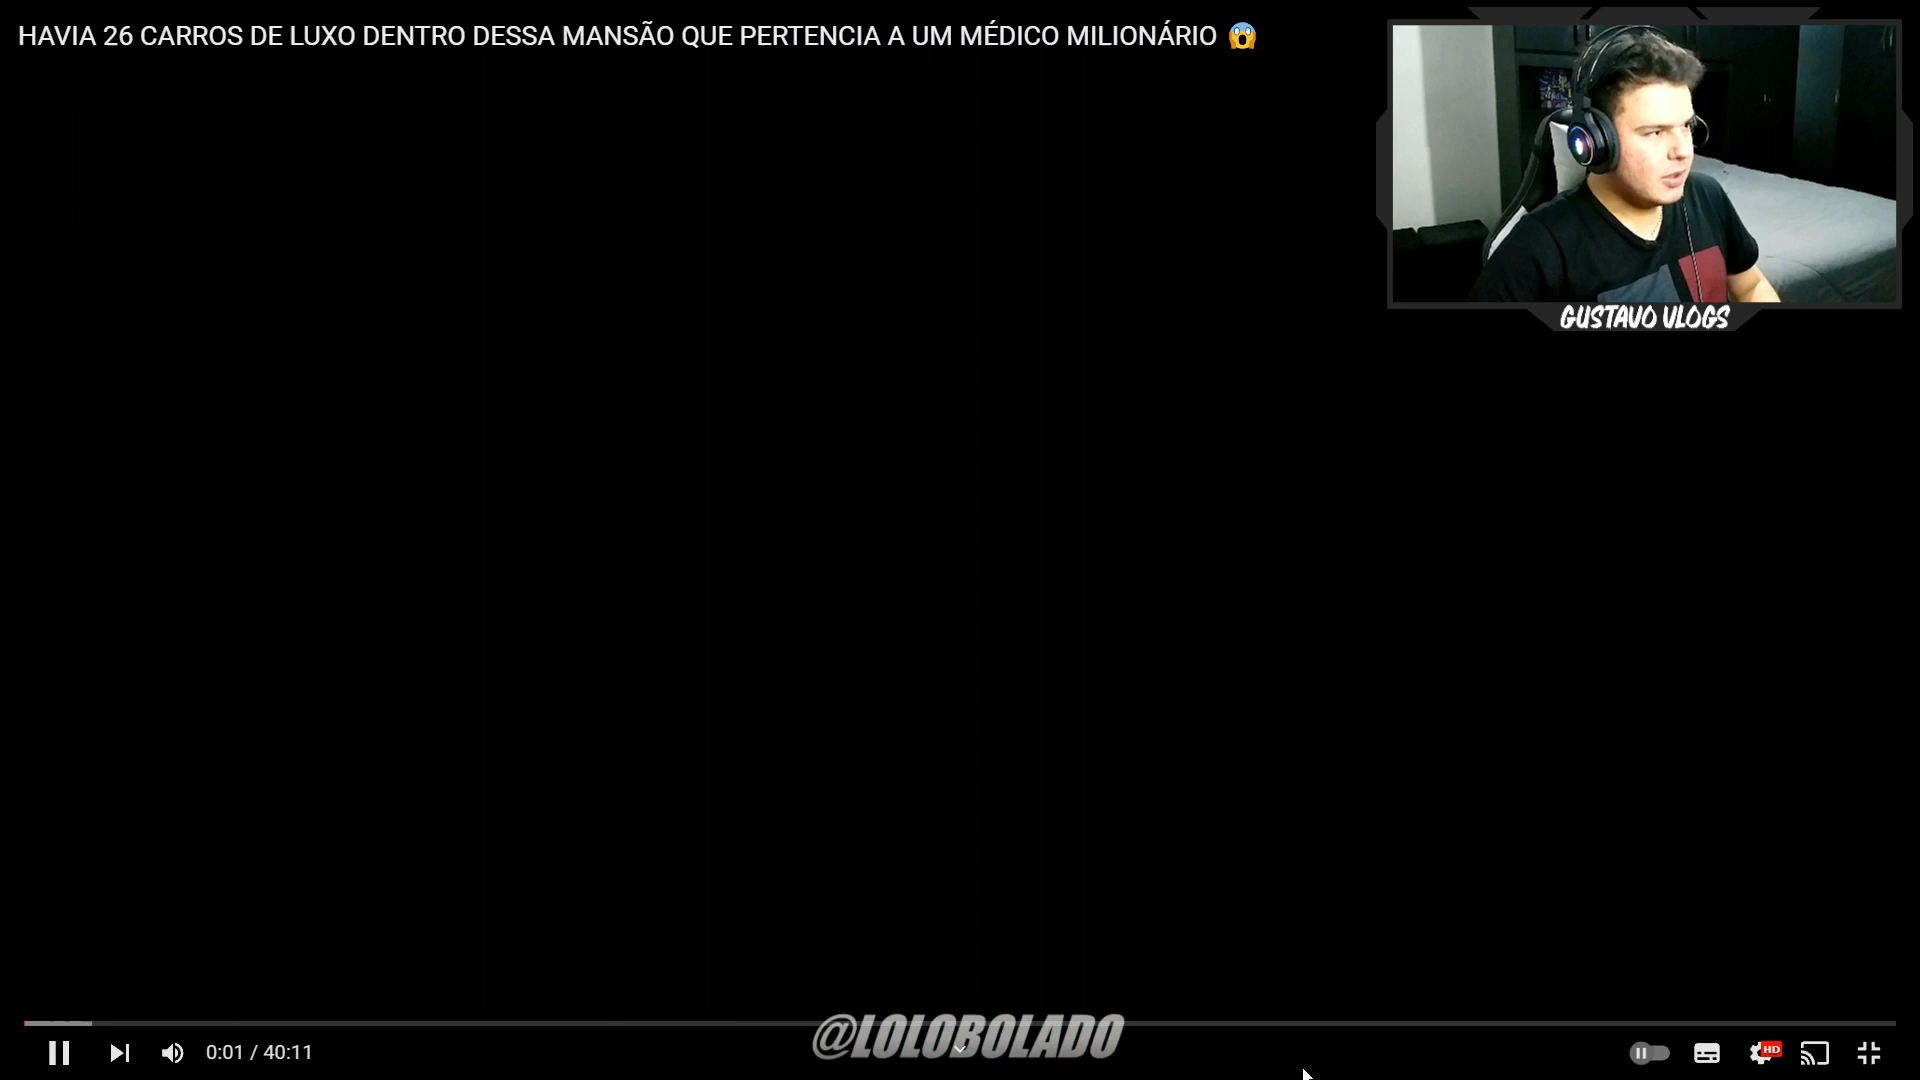 HAVIA 26 CARROS DE LUXO DENTRO DESSA MANSÃO QUE PERTENCIA A UM MÉDICO MILIONÁRIO 😱
GUSTAVO VLOGS
@LOLOBOLADO
0:01 / 40:11
HD